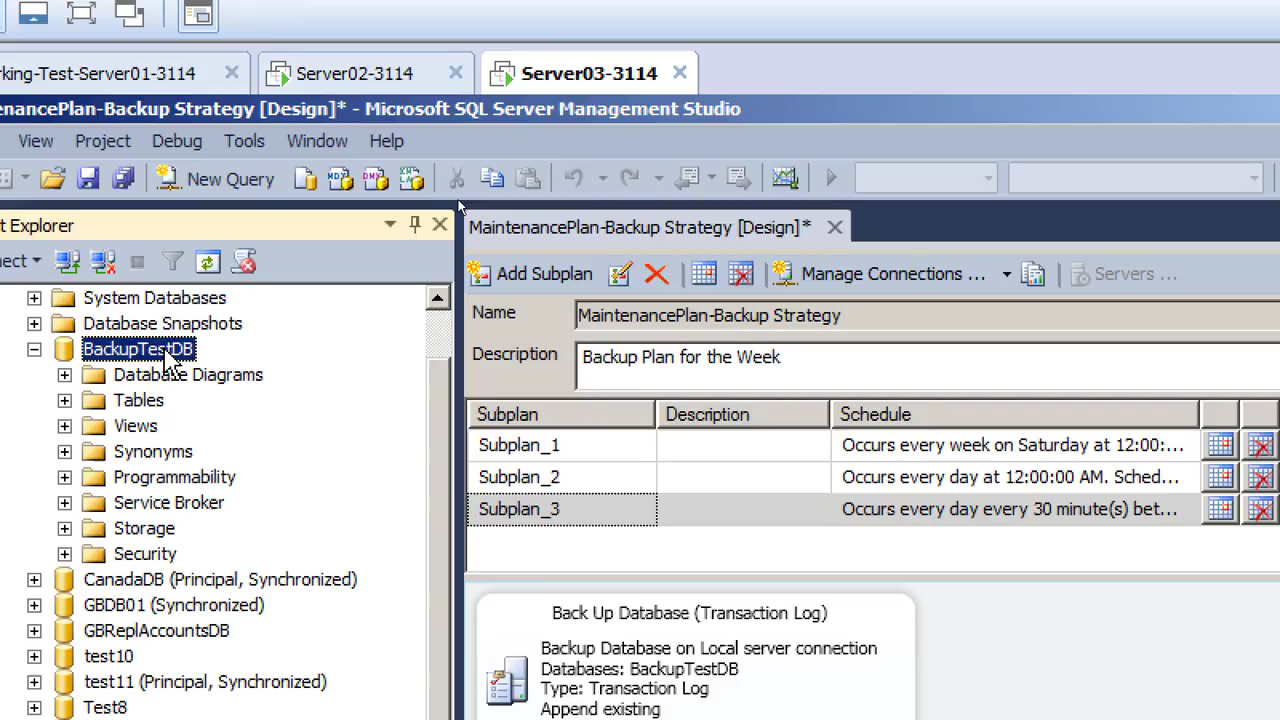 rking-Test-Server01-3114
Server02-3114
Server03-3114
enancePlan-Backup Strategy [Design]* - Microsoft SQL Server Management Studio
View Project Debug Tools Window Help
New Query
t Explorer
MaintenancePlan-Backup Strategy [Design]*
ect
Add Subplan
Manage Connections ...
Servers ...
System Databases
Database Snapshots
BackupTestDB
Database Diagrams
Tables
Views
Synonyms
Programmability
Service Broker
Storage
Security
CanadaDB (Principal, Synchronized)
GBDB01 (Synchronized)
GBReplAccountsDB
test10
test11 (Principal, Synchronized)
Test8
Name
MaintenancePlan-Backup Strategy
Description
Backup Plan for the Week
Subplan Description Schedule
Subplan_1 Occurs every week on Saturday at 12:00:...
Subplan_2 Occurs every day at 12:00:00 AM. Sched...
Subplan_3 Occurs every day every 30 minute(s) bet...
Back Up Database (Transaction Log)
Backup Database on Local server connection
Databases: BackupTestDB
Type: Transaction Log
Append existing